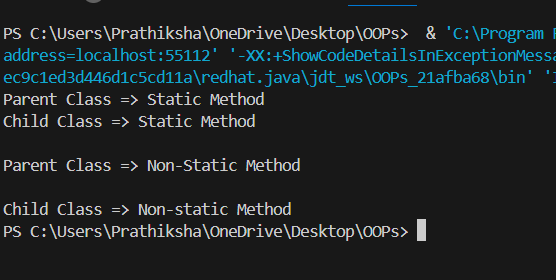 PS C:\Users\Prathiksha\OneDrive\Desktop\OOPs>  & 'C:\Program
address=localhost:55112' '-XX:+ShowCodeDetailsInExceptionMessa
ec9c1ed3d446d1c5cd11a\redhat.java\jdt_ws\OOPs_21afba68\bin'
Parent Class => Static Method
Child Class => Static Method
Parent Class => Non-Static Method
Child Class => Non-static Method
PS C:\Users\Prathiksha\OneDrive\Desktop\OOPs>